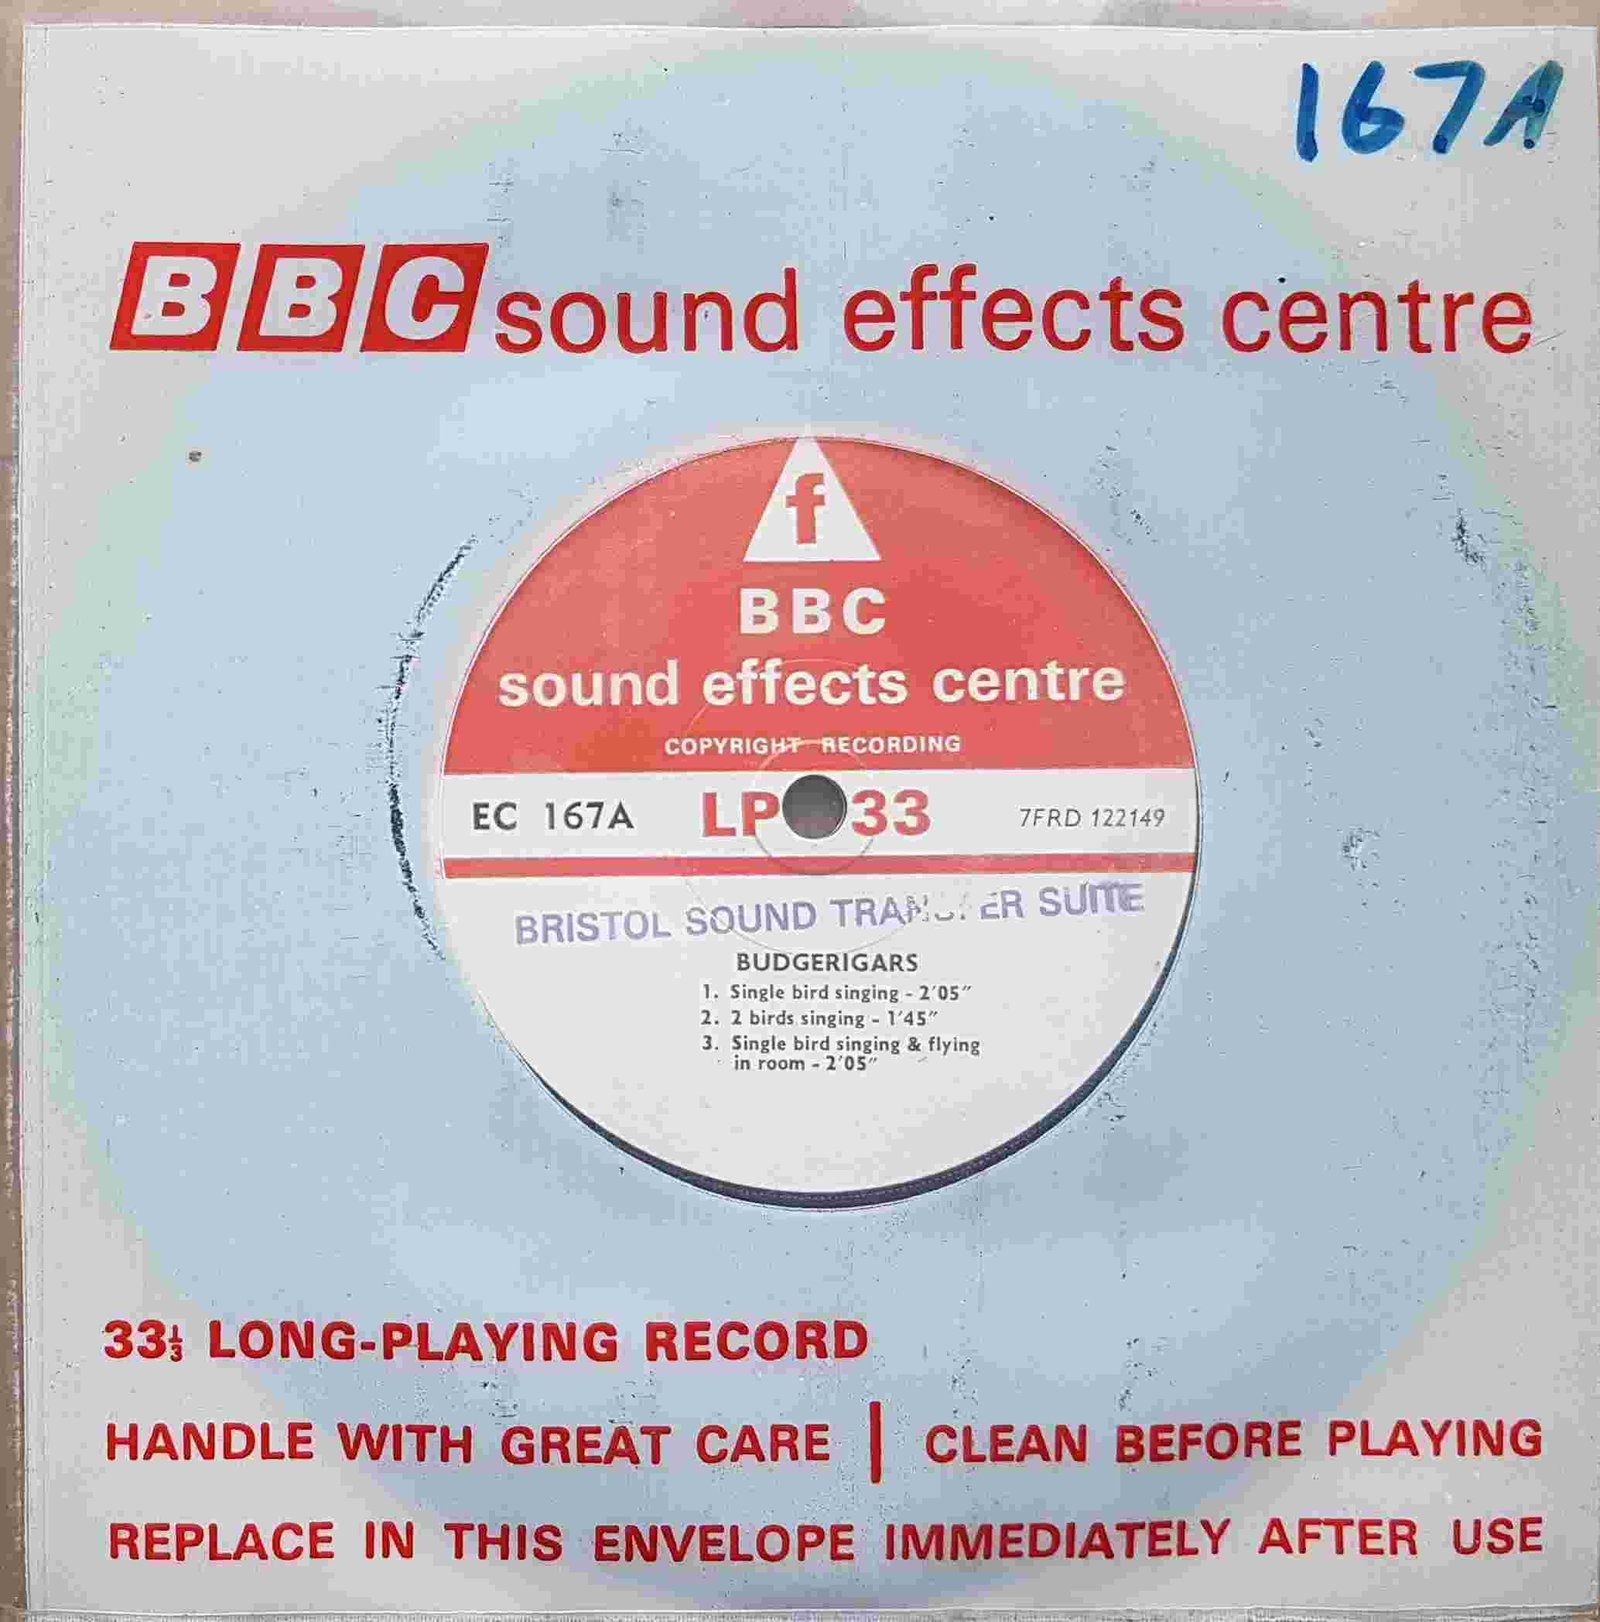 167A
BBC sound effects centre
f
BBC
sound effects centre
COPYRIGHT RECORDING
EC 167A LP 33 7FRD 122149
BRISTOL SOUND SUITE
BUDGERIGARS
1. Single bird singing - 2'05"
2. 2 birds singing - 1'45"
3. Single bird singing & flying
in room - 2'05"
33⅓ LONG-PLAYING RECORD
HANDLE WITH GREAT CARE | CLEAN BEFORE PLAYING
REPLACE IN THIS ENVELOPE IMMEDIATELY AFTER USE